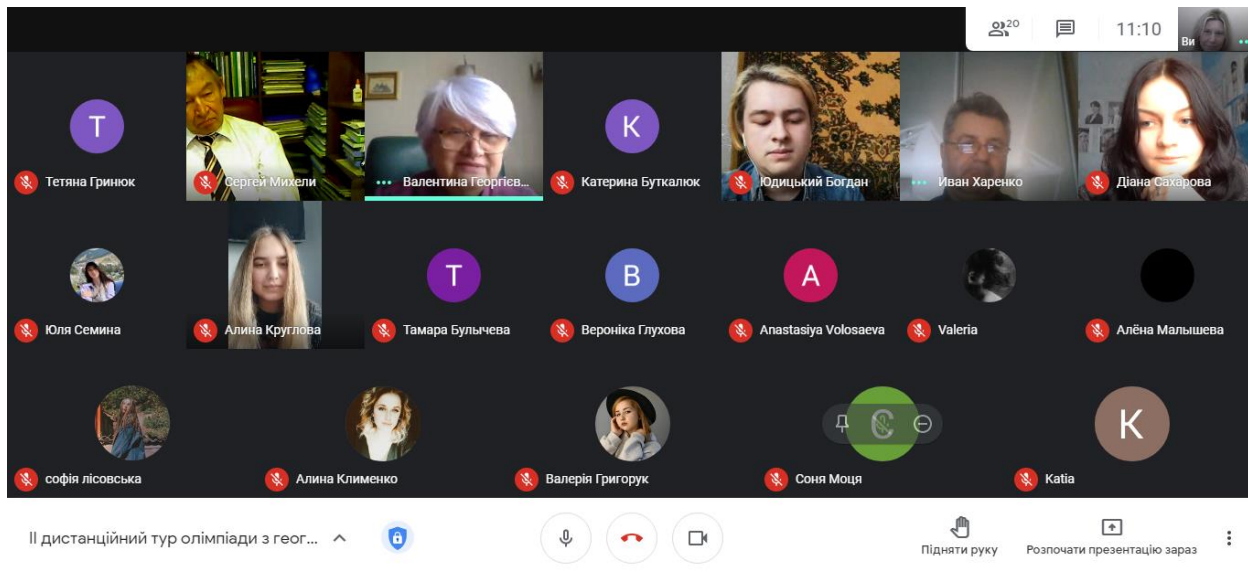 20
11:10
Ви
Т
К
Тетяна Гринюк
Сергей Михели
Валентина Георгієв...
Катерина Буткалюк
Юдицький Богдан
Иван Харенко
Діана Сахарова
Т
В
A
Юля Семина
Алина Круглова
Тамара Булычева
Вероніка Глухова
Anastasiya Volosaeva
Valeria
Алёна Малышева
С
K
софія лісовська
Алина Клименко
Валерія Григорук
Соня Моця
Katia
ІІ дистанційний тур олімпіади з геог...
Підняти руку
Розпочати презентацію зараз